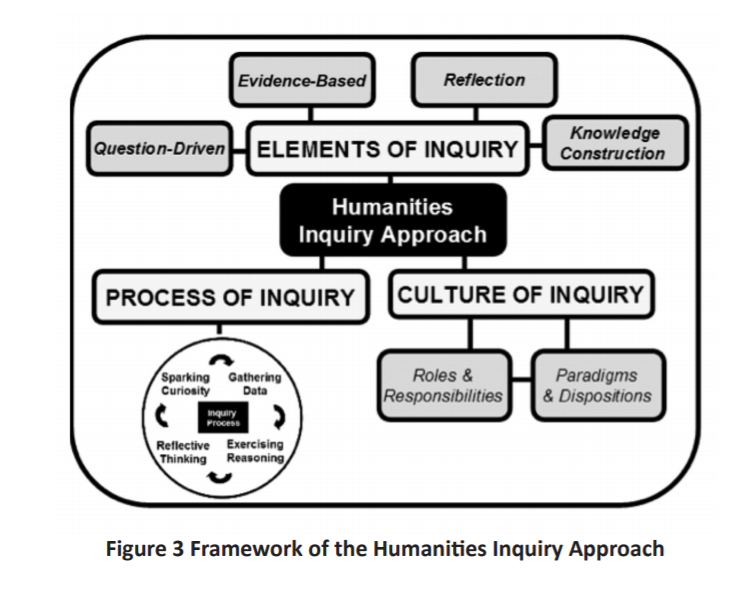 Evidence-Based
Reflection
Question-Driven
ELEMENTS OF INQUIRY
Knowledge
Construction
Humanities
Inquiry Approach
PROCESS OF INQUIRY
CULTURE OF INQUIRY
Sparking
Curiosity
Gathering
Data
Inquiry
Process
Reflective
Thinking
Exercising
Reasoning
Roles &
Responsibilities
Paradigms
& Dispositions
Figure 3 Framework of the Humanities Inquiry Approach